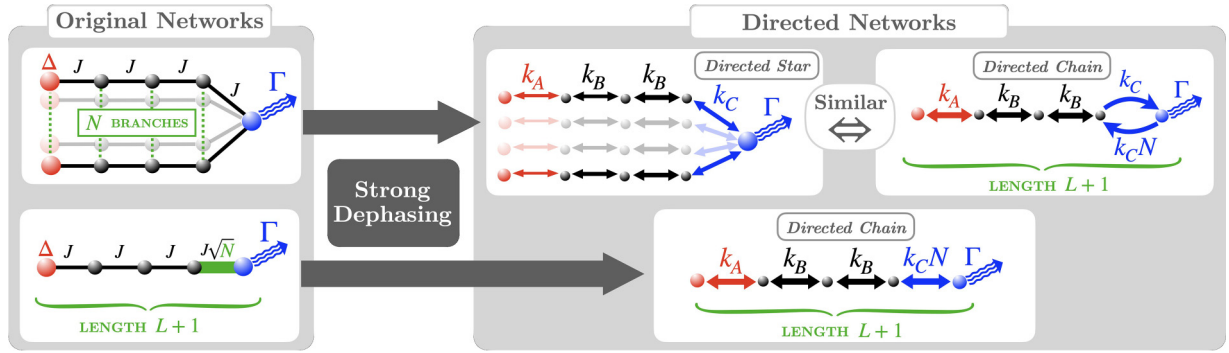 Original Networks
Δ J J J J Γ
N BRANCHES
Δ J J J J√N Γ
LENGTH L + 1
Strong
Dephasing
Directed Networks
Directed Star
k_A k_B k_B k_C Γ
Similar
Directed Chain
k_A k_B k_B k_C Γ
k_C N
LENGTH L + 1
Directed Chain
k_A k_B k_B k_C N Γ
LENGTH L + 1